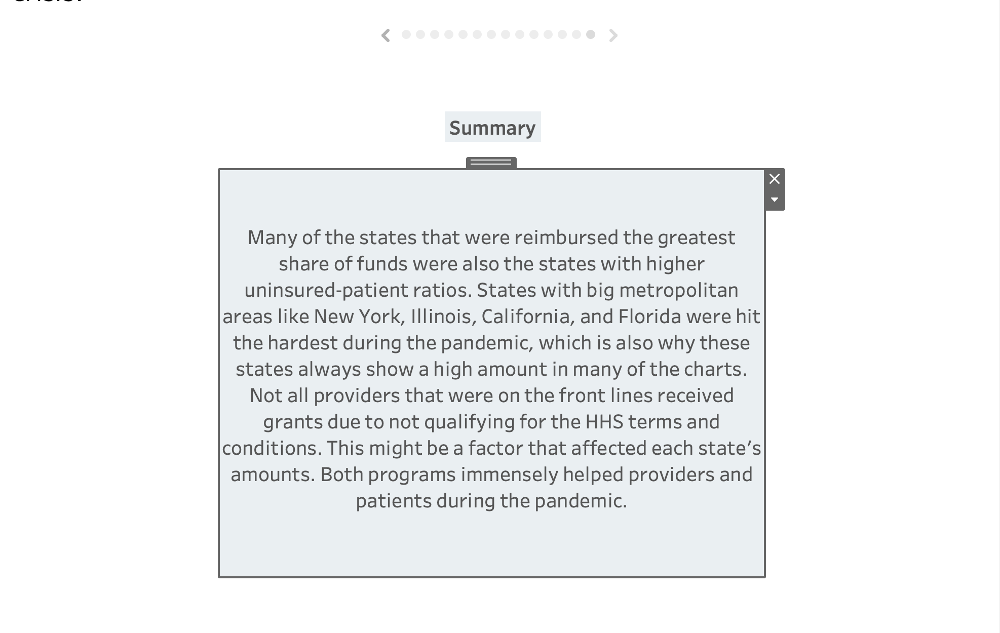 Summary
Many of the states that were reimbursed the greatest
share of funds were also the states with higher
uninsured-patient ratios. States with big metropolitan
areas like New York, Illinois, California, and Florida were hit
the hardest during the pandemic, which is also why these
states always show a high amount in many of the charts.
Not all providers that were on the front lines received
grants due to not qualifying for the HHS terms and
conditions. This might be a factor that affected each state’s
amounts. Both programs immensely helped providers and
patients during the pandemic.